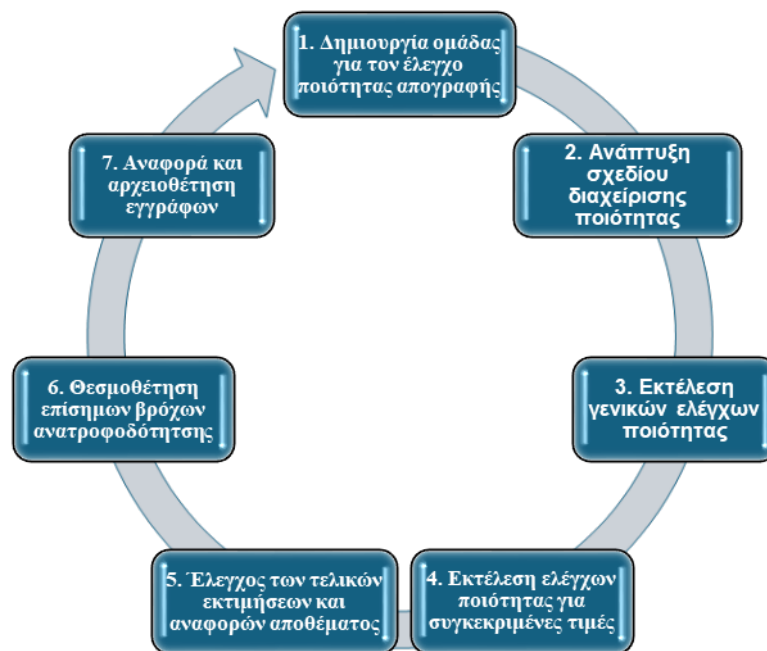 1. Δημιουργία ομάδας
για τον έλεγχο
ποιότητας απογραφής
2. Ανάπτυξη
σχεδίου
διαχείρισης
ποιότητας
3. Εκτέλεση
γενικών ελέγχων
ποιότητας
4. Εκτέλεση ελέγχων
ποιότητας για
συγκεκριμένες τιμές
5. Έλεγχος των τελικών
εκτιμήσεων και
αναφορών αποθέματος
6. Θεσμοθέτηση
επίσημων βρόχων
ανατροφοδότητσης
7. Αναφορά και
αρχειοθέτηση
εγγράφων